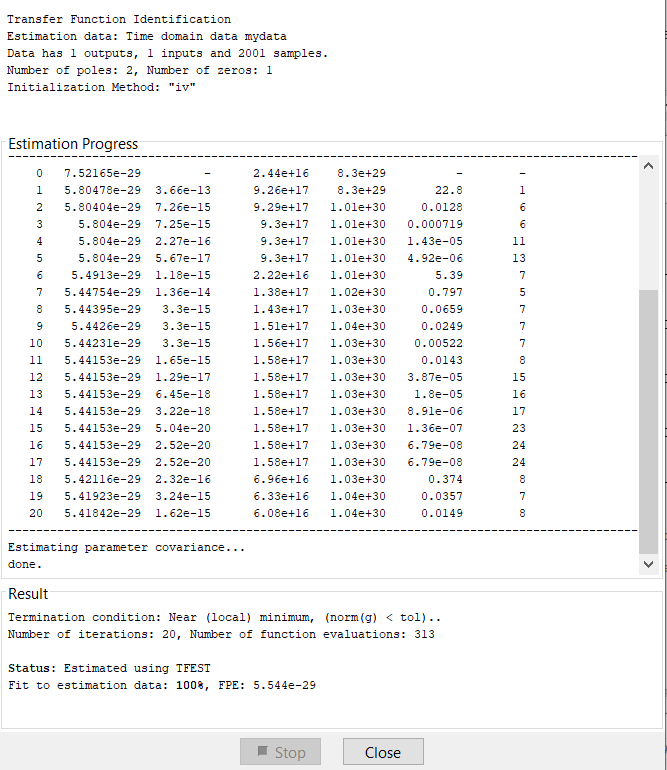 Transfer Function Identification
Estimation data: Time domain data mydata
Data has 1 outputs, 1 inputs and 2001 samples.
Number of poles: 2, Number of zeros: 1
Initialization Method: "iv"
Estimation Progress
0 7.52165e-29 - 2.44e+16 8.3e+29 - -
1 5.80478e-29 3.66e-13 9.26e+17 8.3e+29 22.8 1
2 5.80404e-29 7.26e-15 9.29e+17 1.01e+30 0.0128 6
3 5.804e-29 7.25e-15 9.3e+17 1.01e+30 0.000719 6
4 5.804e-29 2.27e-16 9.3e+17 1.01e+30 1.43e-05 11
5 5.804e-29 5.67e-17 9.3e+17 1.01e+30 4.92e-06 13
6 5.4913e-29 1.18e-15 2.22e+16 1.01e+30 5.39 7
7 5.44754e-29 1.36e-14 1.38e+17 1.02e+30 0.797 5
8 5.44395e-29 3.3e-15 1.43e+17 1.03e+30 0.0659 7
9 5.4426e-29 3.3e-15 1.51e+17 1.04e+30 0.0249 7
10 5.44231e-29 3.3e-15 1.56e+17 1.03e+30 0.00522 7
11 5.44153e-29 1.65e-15 1.58e+17 1.03e+30 0.0143 8
12 5.44153e-29 1.29e-17 1.58e+17 1.03e+30 3.87e-05 15
13 5.44153e-29 6.45e-18 1.58e+17 1.03e+30 1.8e-05 16
14 5.44153e-29 3.22e-18 1.58e+17 1.03e+30 8.91e-06 17
15 5.44153e-29 5.04e-20 1.58e+17 1.03e+30 1.36e-07 23
16 5.44153e-29 2.52e-20 1.58e+17 1.03e+30 6.79e-08 24
17 5.44153e-29 2.52e-20 1.58e+17 1.03e+30 6.79e-08 24
18 5.42116e-29 2.32e-16 6.96e+16 1.03e+30 0.374 8
19 5.41923e-29 3.24e-15 6.33e+16 1.04e+30 0.0357 7
20 5.41842e-29 1.62e-15 6.08e+16 1.04e+30 0.0149 8
Estimating parameter covariance...
done.
Result
Termination condition: Near (local) minimum, (norm(g) < tol)..
Number of iterations: 20, Number of function evaluations: 313
Status: Estimated using TFEST
Fit to estimation data: 100%, FPE: 5.544e-29
Stop Close